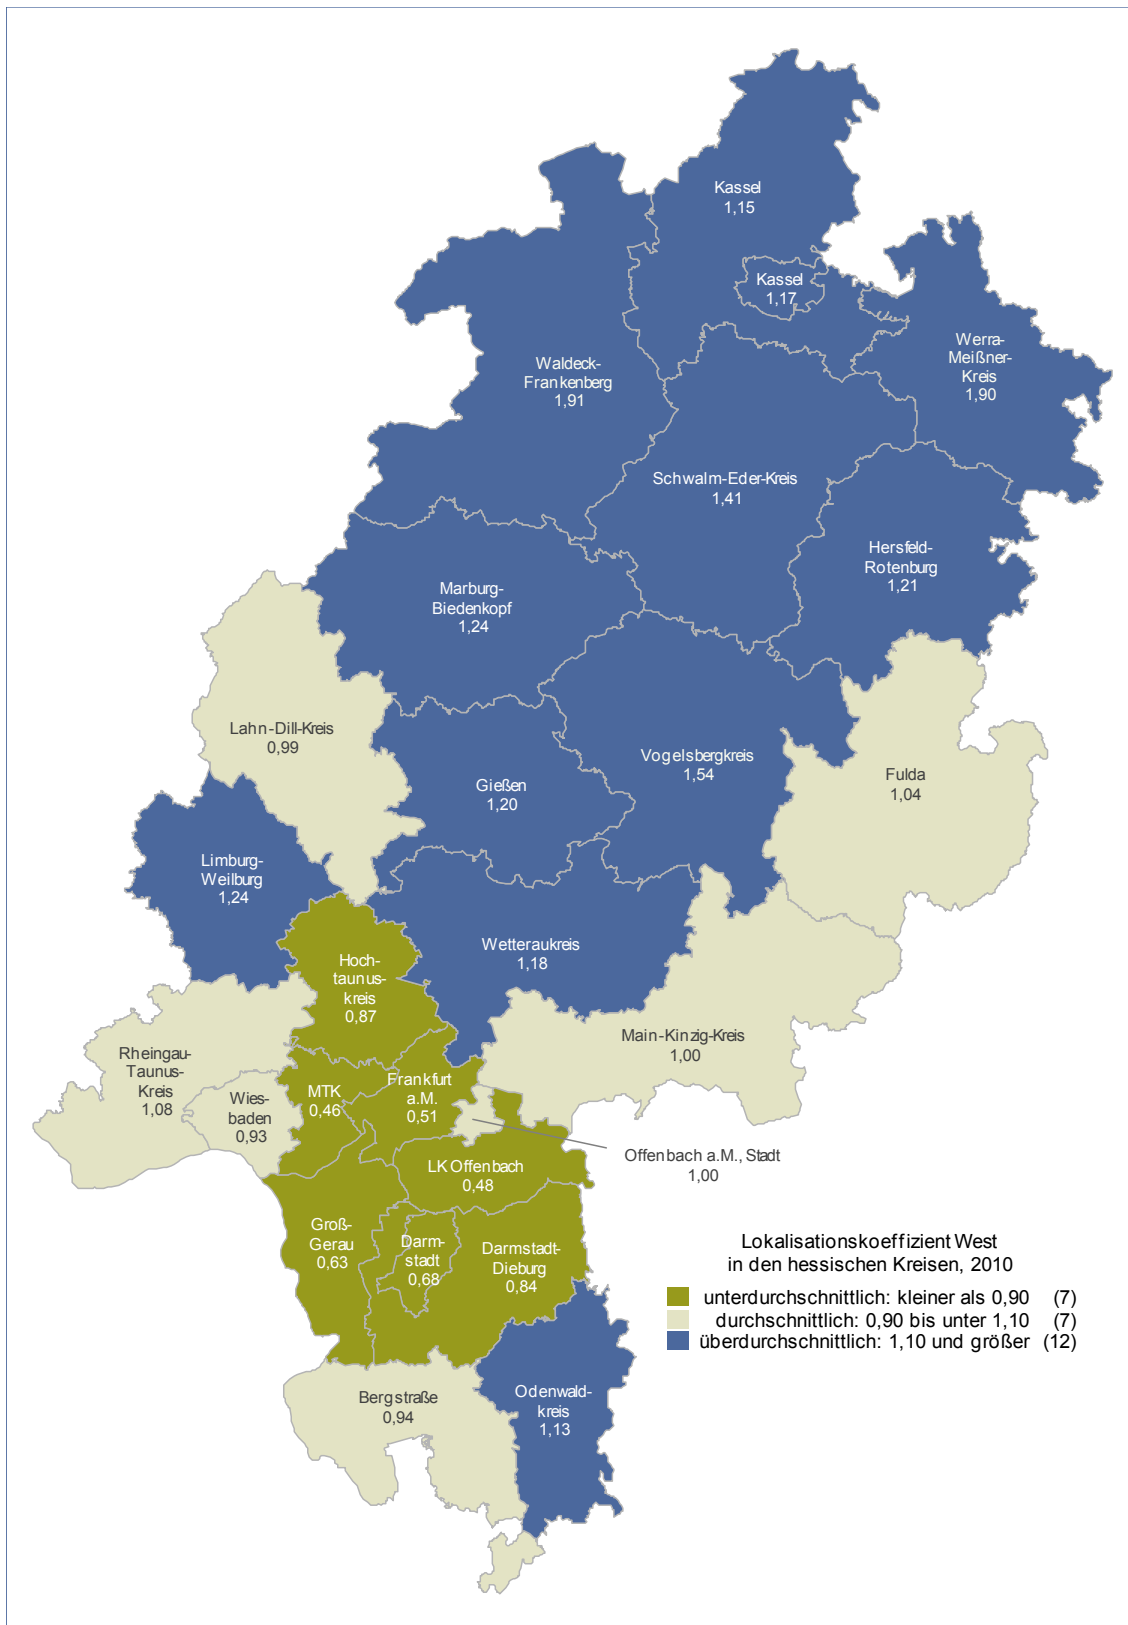 Kassel
1,15
Kassel
1,17
Werra-
Meißner-
Kreis
1,90
Waldeck-
Frankenberg
1,91
Schwalm-Eder-Kreis
1,41
Hersfeld-
Rotenburg
1,21
Marburg-
Biedenkopf
1,24
Lahn-Dill-Kreis
0,99
Vogelsbergkreis
1,54
Gießen
1,20
Fulda
1,04
Limburg-
Weilburg
1,24
Wetteraukreis
1,18
Hoch-
taunus-
kreis
0,87
Main-Kinzig-Kreis
1,00
Rheingau-
Taunus-
Kreis
1,08
Wies-
baden
0,93
MTK
0,46
Frankfurt
a.M.
0,51
Offenbach a.M., Stadt
1,00
LK Offenbach
0,48
Groß-
Gerau
0,63
Darm-
stadt
0,68
Darmstadt-
Dieburg
0,84
Lokalisationskoeffizient West
in den hessischen Kreisen, 2010
unterdurchschnittlich: kleiner als 0,90 (7)
durchschnittlich: 0,90 bis unter 1,10 (7)
überdurchschnittlich: 1,10 und größer (12)
Bergstraße
0,94
Odenwald-
kreis
1,13